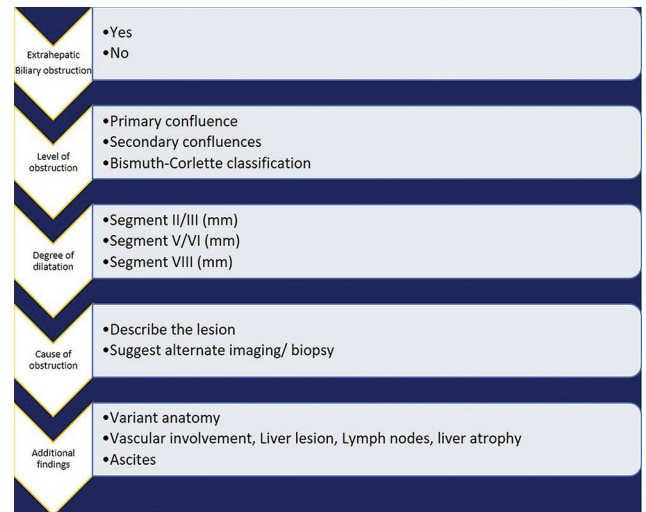 Extrahepatic
Biliary obstruction
•Yes
•No
Level of
obstruction
•Primary confluence
•Secondary confluences
•Bismuth-Corlette classification
Degree of
dilatation
•Segment II/III (mm)
•Segment V/VI (mm)
•Segment VIII (mm)
Cause of
obstruction
•Describe the lesion
•Suggest alternate imaging/ biopsy
Additional
findings
•Variant anatomy
•Vascular involvement, Liver lesion, Lymph nodes, liver atrophy
•Ascites